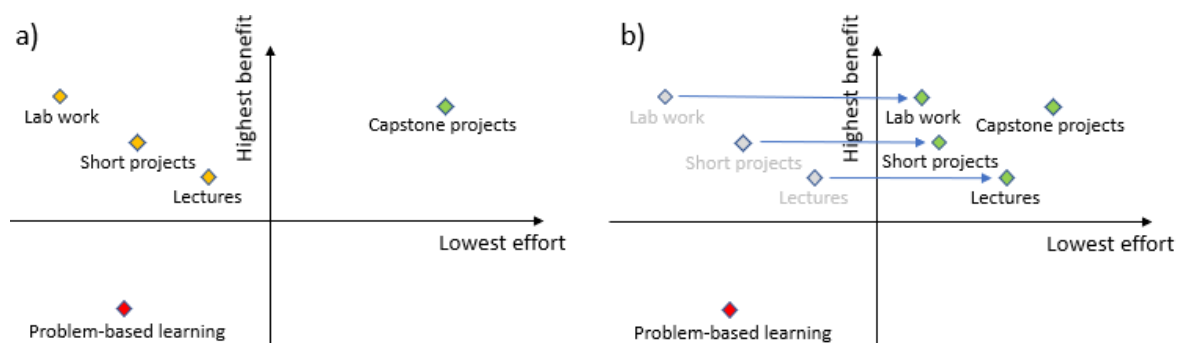 a)
Highest benefit
Lab work
Capstone projects
Short projects
Lectures
Lowest effort
Problem-based learning
b)
Highest benefit
Lab work
Lab work
Capstone projects
Short projects
Short projects
Lectures
Lectures
Lowest effort
Problem-based learning